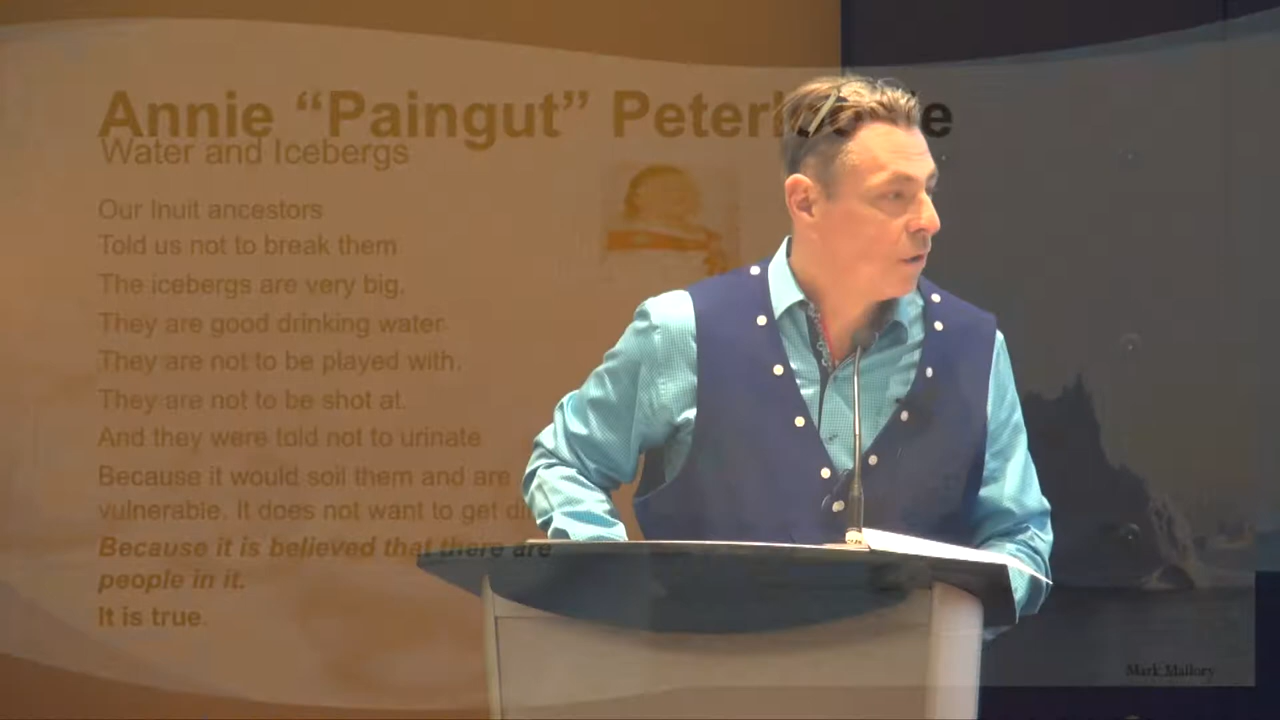 Annie “Paingut”
Water and Icebergs
Our Inuit ancestors
Told us not to break them
The icebergs are very big.
They are good drinking water
They are not to be played with.
They are not to be shot at.
And they were told not to urinate
Because it would soil them and are
vulnerable. It does not want to get
Because it is believed that there are
people in it.
It is true.
Mark Mallory